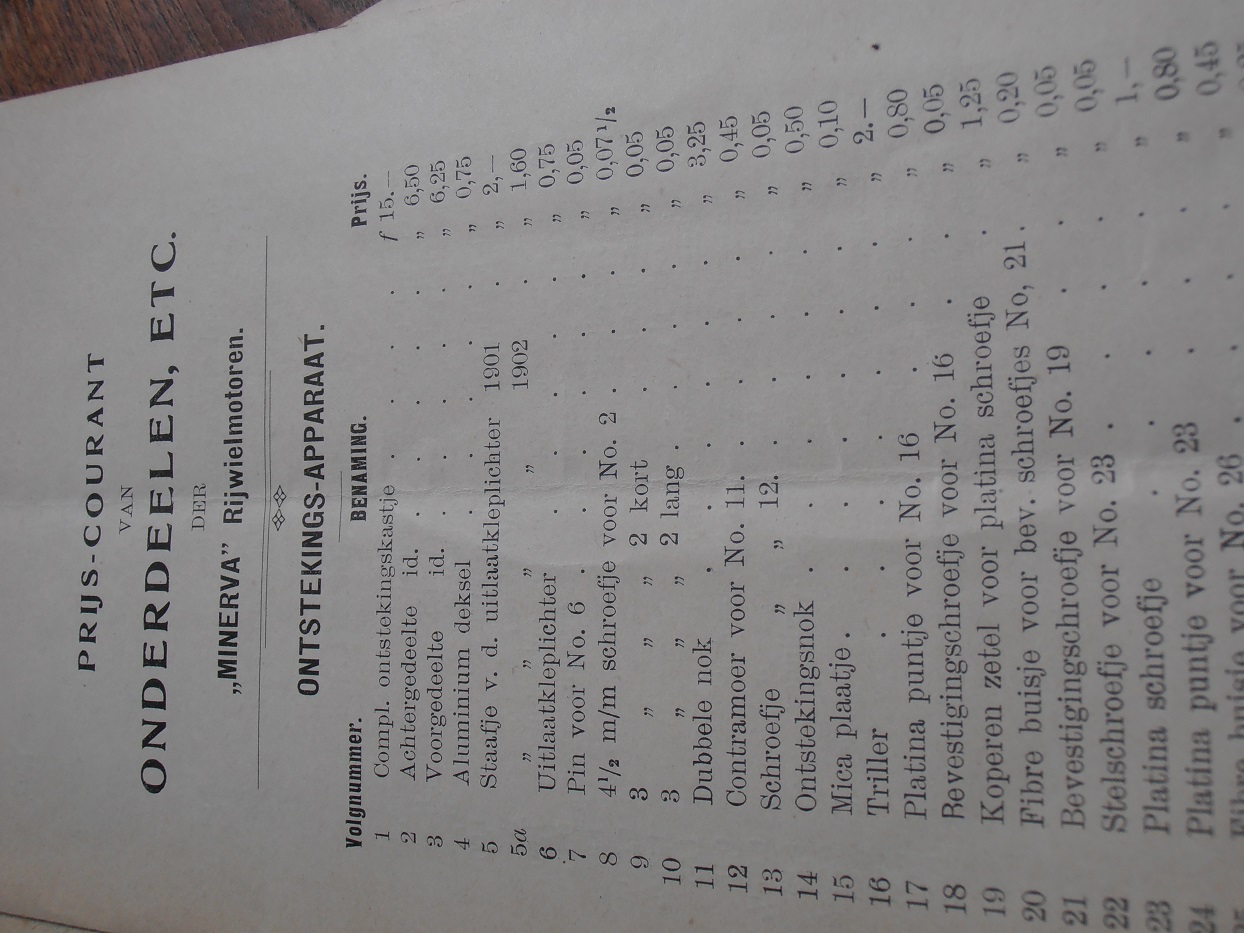 PRIJS-COURANT
VAN
ONDERDEELEN, ETC.
DER
„MINERVA” Rijwielmotoren.
ONTSTEKINGS-APPARAAT.
Volgnummer. BENAMING. Prijs.
1 Compl. ontstekingskastje . . . . f 15.—
2 Achtergedeelte id. . . . . „ 6,50
3 Voorgedeelte id. . . . . „ 6,25
4 Aluminium deksel . . . . „ 0,75
5 Staafje v. d. uitlaatkleplichter 1901 . „ 2,—
5a „ „ „ „ 1902 . „ 1,60
6 Uitlaatkleplichter . . . . „ 0,75
7 Pin voor No. 6 . . . . . „ 0,05
8 4½ m/m schroefje voor No. 2 . . . „ 0,07½
9 3 „ „ „ 2 kort . . . „ 0,05
10 3 „ „ „ 2 lang . . . . „ 0,05
11 Dubbele nok . . . . . . „ 3,25
12 Contramoer voor No. 11. . . . . „ 0,45
13 Schroefje „ „ 12. . . . . „ 0,05
14 Ontstekingsnok . . . . . „ 0,50
15 Mica plaatje . . . . . . „ 0,10
16 Triller . . . . . . „ 2.—
17 Platina puntje voor No. 16 . . . „ 0,80
18 Bevestigingschroefje voor No. 16 . . „ 0,05
19 Koperen zetel voor platina schroefje . „ 1,25
20 Fibre buisje voor bev. schroefjes No, 21 . „ 0,20
21 Bevestigingschroefje voor No. 19 . . „ 0,05
22 Stelschroefje voor No. 23 . . . . „ 0,05
23 Platina schroefje . . . . „ 1,—
24 Platina puntje voor No. 23 . . . „ 0,80
25 Fibre buisje voor No. 26 . . . „ 0,45